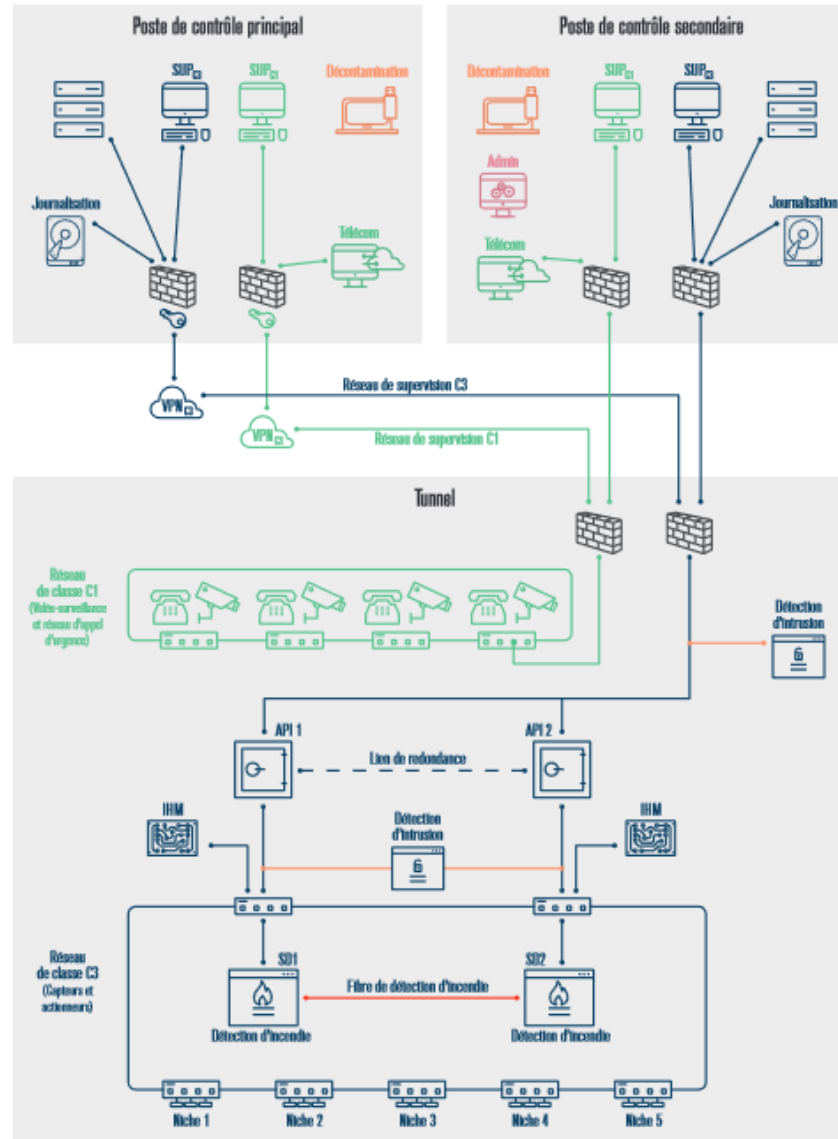 Poste de contrôle principal
SUPC3
SUPC1
Décontamination
Journalisation
Télécom
Poste de contrôle secondaire
Décontamination
SUPC1
SUPC3
Admin
Télécom
Journalisation
VPNC3
Réseau de supervision C3
VPNC1
Réseau de supervision C1
Tunnel
Réseau
de classe C1
(Vidéo-surveillance
et réseau d'appel
d'urgence)
Détection
d'intrusion
API 1
API 2
Lien de redondance
IHM
Détection
d'intrusion
IHM
Réseau
de classe C3
(Capteurs et
actionneurs)
SD1
SD2
Fibre de détection d'incendie
Détection d'incendie
Détection d'incendie
Niche 1
Niche 2
Niche 3
Niche 4
Niche 5